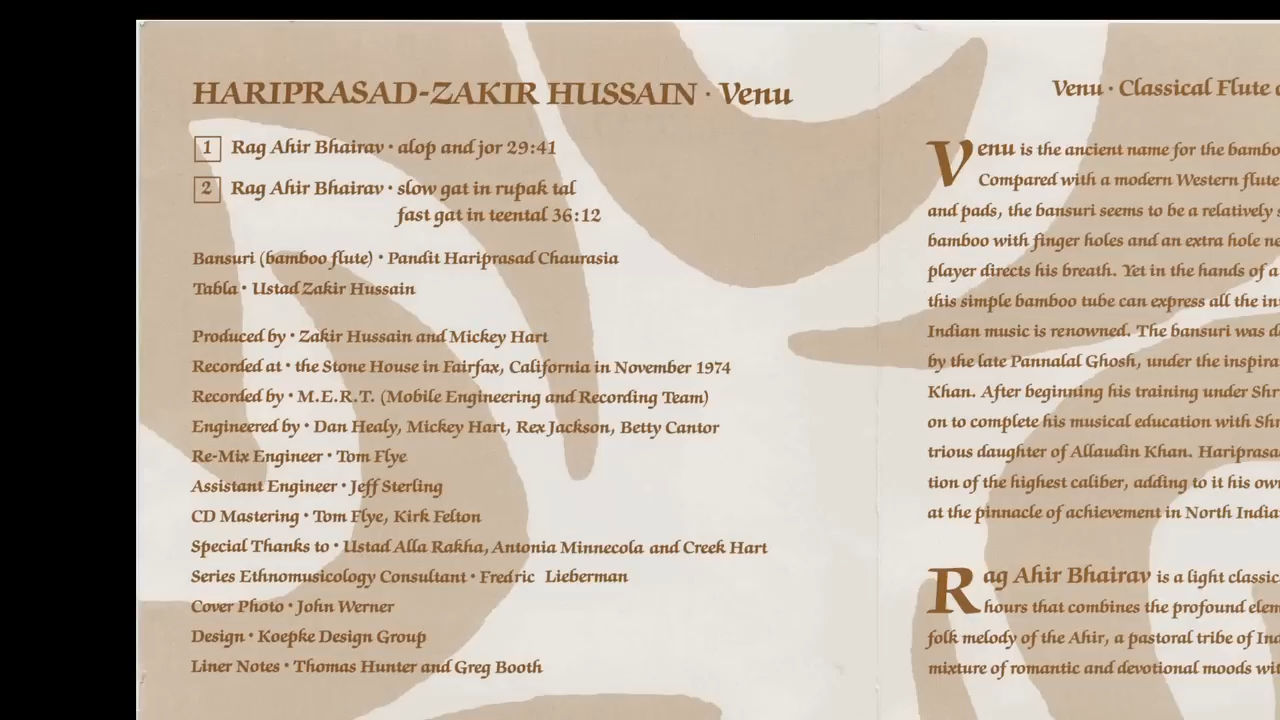 HARIPRASAD-ZAKIR HUSSAIN · Venu
1 Rag Ahir Bhairav • alop and jor 29:41
2 Rag Ahir Bhairav • slow gat in rupak tal
fast gat in teental 36:12
Bansuri (bamboo flute) • Pandit Hariprasad Chaurasia
Tabla • Ustad Zakir Hussain
Produced by • Zakir Hussain and Mickey Hart
Recorded at • the Stone House in Fairfax, California in November 1974
Recorded by • M.E.R.T. (Mobile Engineering and Recording Team)
Engineered by • Dan Healy, Mickey Hart, Rex Jackson, Betty Cantor
Re-Mix Engineer • Tom Flye
Assistant Engineer • Jeff Sterling
CD Mastering • Tom Flye, Kirk Felton
Special Thanks to • Ustad Alla Rakha, Antonia Minnecola and Creek Hart
Series Ethnomusicology Consultant • Fredric Lieberman
Cover Photo • John Werner
Design • Koepke Design Group
Liner Notes • Thomas Hunter and Greg Booth
Venu · Classical Flute
Venu is the ancient name for the
Compared with a modern Western flute
and pads, the bansuri seems to be a relatively
bamboo with finger holes and an extra hole
player directs his breath. Yet in the hands of a
this simple bamboo tube can express all the
Indian music is renowned. The bansuri was
by the late Pannalal Ghosh, under the
Khan. After beginning his training under
on to complete his musical education with
trious daughter of Allaudin Khan.
tion of the highest caliber, adding to it his
at the pinnacle of achievement in North
Rag Ahir Bhairav is a light
hours that combines the profound
folk melody of the Ahir, a pastoral tribe of
mixture of romantic and devotional moods